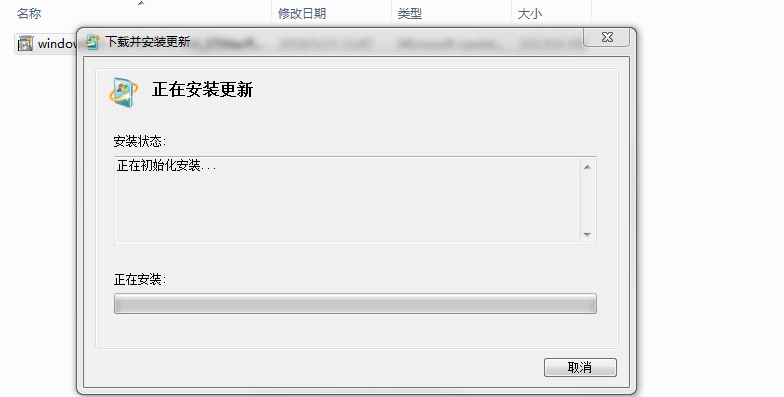 名称 修改日期 类型 大小
window
下载并安装更新
正在安装更新
安装状态:
正在初始化安装...
正在安装:
取消